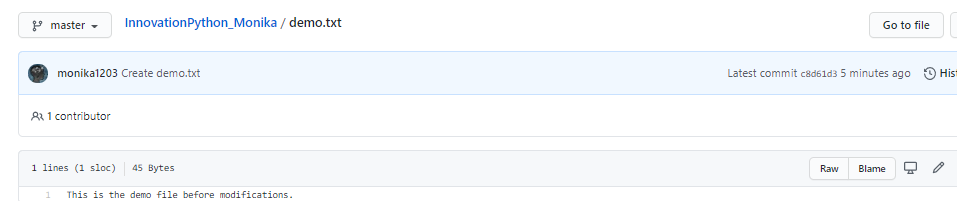 master InnovationPython_Monika / demo.txt Go to file
monika1203 Create demo.txt Latest commit c8d61d3 5 minutes ago
1 contributor
1 lines (1 sloc) 45 Bytes Raw Blame
1 This is the demo file before modifications.